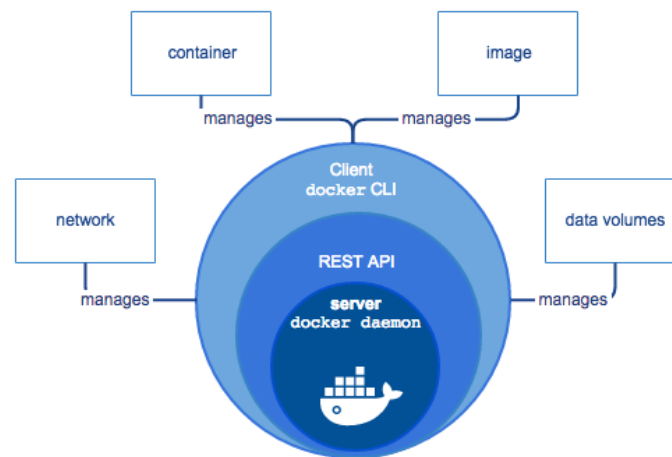 container
image
manages
manages
Client
docker CLI
network
data volumes
REST API
manages
server
manages
docker daemon